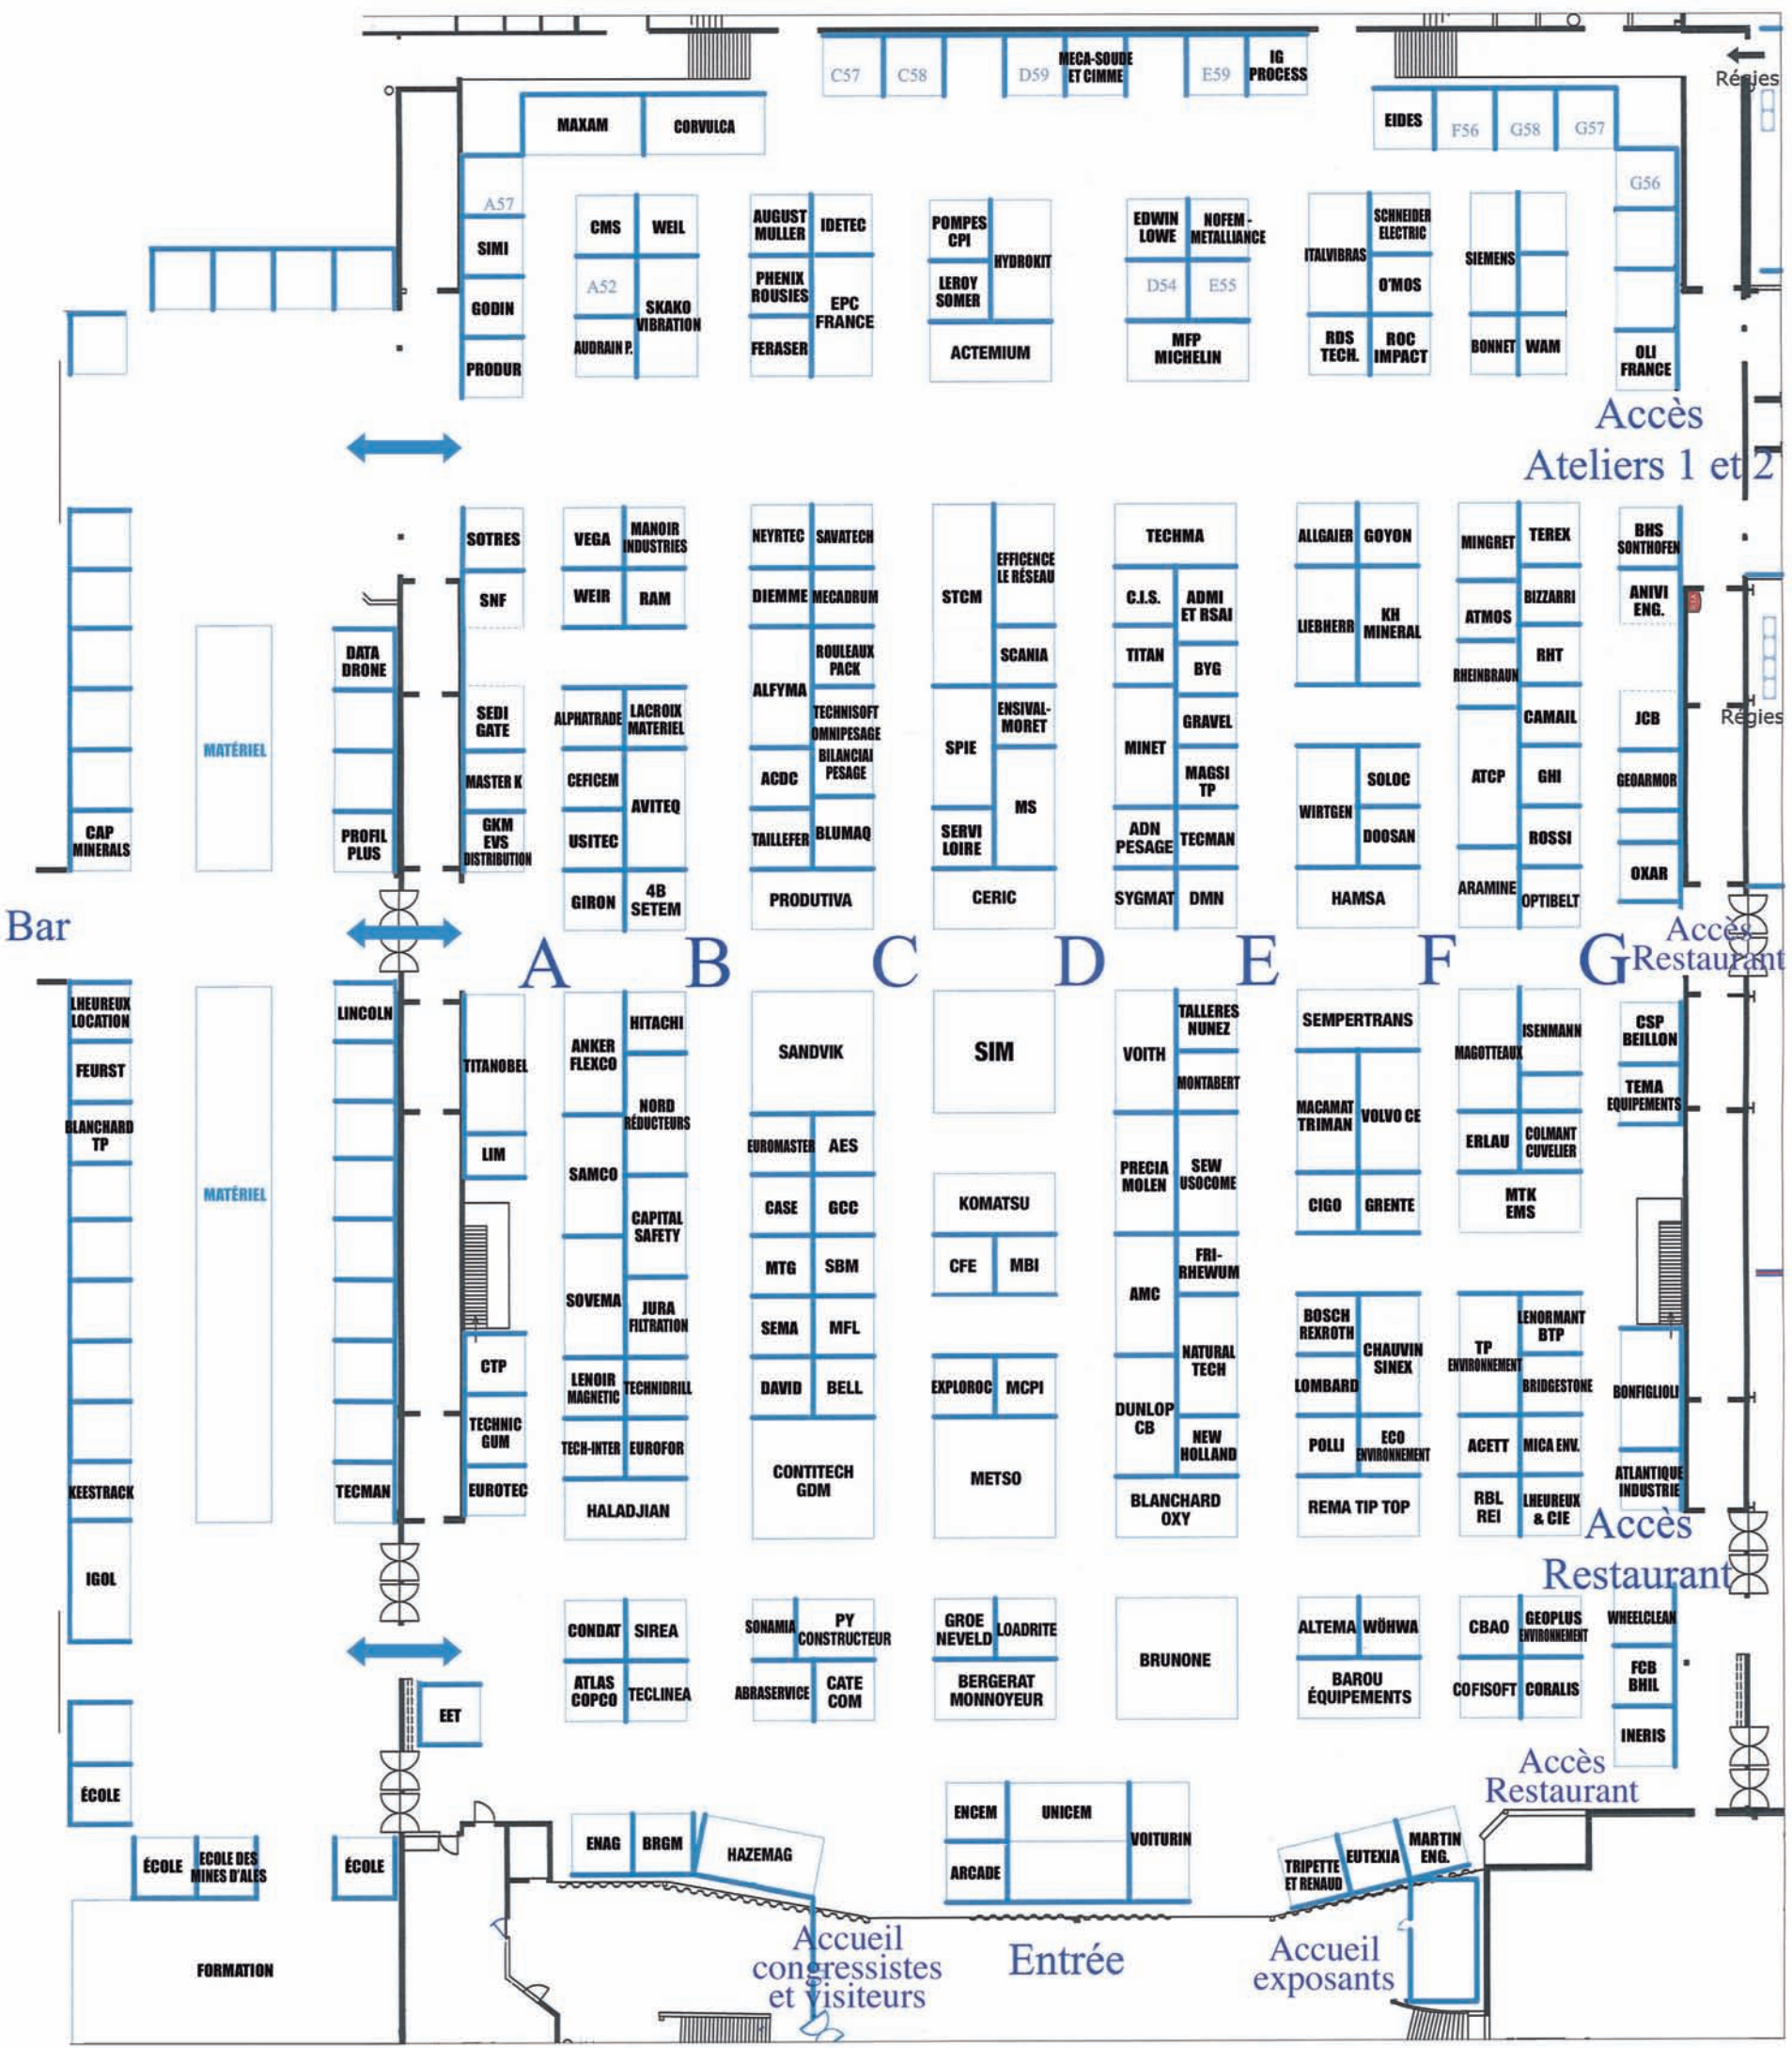 C57
C58
D59
MECA-SOUDE
ET CIMME
E59
IG
PROCESS
Régies
MAXAM
CORVULCA
EIDES
F56
G58
G57
A57
G56
SIMI
GODIN
PRODUR
CMS
WEIL
A52
SKAKO
VIBRATION
AUDRAIN P.
AUGUST
MULLER
IDETEC
PHENIX
ROUSIES
EPC
FRANCE
FERASER
POMPES
CPI
HYDROKIT
LEROY
SOMER
ACTEMIUM
EDWIN
LOWE
NOFEM -
METALLIANCE
D54
E55
MFP
MICHELIN
ITALVIBRAS
SCHNEIDER
ELECTRIC
O'MOS
RDS
TECH.
ROC
IMPACT
SIEMENS
BONNET
WAM
OLI
FRANCE
Accès
Ateliers 1 et 2
SOTRES
SNF
SEDI
GATE
MASTER K
GKM
EVS
DISTRIBUTION
DATA
DRONE
PROFIL
PLUS
MATÉRIEL
CAP
MINERALS
VEGA
MANOIR
INDUSTRIES
WEIR
RAM
ALPHATRADE
LACROIX
MATERIEL
CEFICEM
AVITEQ
USITEC
GIRON
4B
SETEM
NEYRTEC
SAVATECH
DIEMME
MECADRUM
ALFYMA
ROULEAUX
PACK
TECHNISOFT
OMNIPESAGE
BILANCIAI
PESAGE
ACDC
TAILLEFER
BLUMAQ
PRODUTIVA
STCM
EFFICENCE
LE RÉSEAU
SCANIA
SPIE
ENSIVAL-
MORET
MS
SERVI
LOIRE
CERIC
TECHMA
C.I.S.
ADMI
ET RSAI
TITAN
BYG
MINET
GRAVEL
MAGSI
TP
ADN
PESAGE
TECMAN
SYGMAT
DMN
ALLGAIER
GOYON
LIEBHERR
KH
MINERAL
WIRTGEN
SOLOC
DOOSAN
HAMSA
MINGRET
TEREX
ATMOS
BIZZARRI
RHEINBRAUN
RHT
CAMAIL
ATCP
GHI
ROSSI
ARAMINE
OPTIBELT
BHS
SONTHOFEN
ANIVI
ENG.
JCB
GEOARMOR
OXAR
Régies
Bar
A
B
C
D
E
F
G
Accès
Restaurant
LHEUREUX
LOCATION
FEURST
BLANCHARD
TP
KEESTRACK
IGOL
ÉCOLE
MATÉRIEL
LINCOLN
TECMAN
TITANOBEL
LIM
CTP
TECHNIC
GUM
EUROTEC
ANKER
FLEXCO
HITACHI
NORD
RÉDUCTEURS
SAMCO
CAPITAL
SAFETY
SOVEMA
JURA
FILTRATION
LENOIR
MAGNETIC
TECHNIDRILL
TECH-INTER
EUROFOR
HALADJIAN
SANDVIK
EUROMASTER
AES
CASE
GCC
MTG
SBM
SEMA
MFL
DAVID
BELL
CONTITECH
GDM
SIM
KOMATSU
CFE
MBI
EXPLOROC
MCPI
METSO
VOITH
TALLERES
NUNEZ
MONTABERT
PRECIA
MOLEN
SEW
USOCOME
AMC
FRI-
RHEWUM
NATURAL
TECH
DUNLOP
CB
NEW
HOLLAND
BLANCHARD
OXY
SEMPERTRANS
MACAMAT
TRIMAN
VOLVO CE
CIGO
GRENTE
BOSCH
REXROTH
CHAUVIN
SINEX
LOMBARD
POLLI
ECO
ENVIRONNEMENT
REMA TIP TOP
MAGOTTEAUX
ISENMANN
ERLAU
COLMANT
CUVELIER
MTK
EMS
TP
ENVIRONNEMENT
LENORMANT
BTP
BRIDGESTONE
ACETT
MICA ENV.
RBL
REI
LHEUREUX
& CIE
CSP
BEILLON
TEMA
EQUIPEMENTS
BONFIGLIOLI
ATLANTIQUE
INDUSTRIE
Accès
Restaurant
CONDAT
SIREA
ATLAS
COPCO
TECLINEA
SONAMIA
PY
CONSTRUCTEUR
ABRASERVICE
CATE
COM
GROE
NEVELD
LOADRITE
BERGERAT
MONNOYEUR
BRUNONE
ALTEMA
WÖHWA
BAROU
ÉQUIPEMENTS
CBAO
GEOPLUS
ENVIRONNEMENT
COFISOFT
CORALIS
WHEELCLEAN
FCB
BHIL
INERIS
EET
Accès
Restaurant
ÉCOLE
ECOLE DES
MINES D'ALES
ÉCOLE
FORMATION
ENAG
BRGM
HAZEMAG
ENCEM
UNICEM
VOITURIN
ARCADE
TRIPETTE
ET RENAUD
EUTEXIA
MARTIN
ENG.
Accueil
congressistes
et visiteurs
Entrée
Accueil
exposants